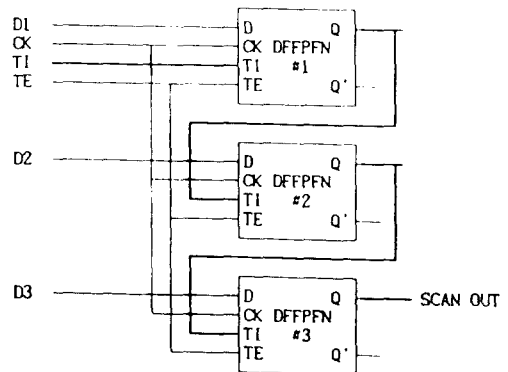 D1
CK
TI
TE
D Q
CK DFFPFN
TI #1
TE Q'
D2
D Q
CK DFFPFN
TI #2
TE Q'
D3
D Q
CK DFFPFN
TI #3
TE Q'
SCAN OUT